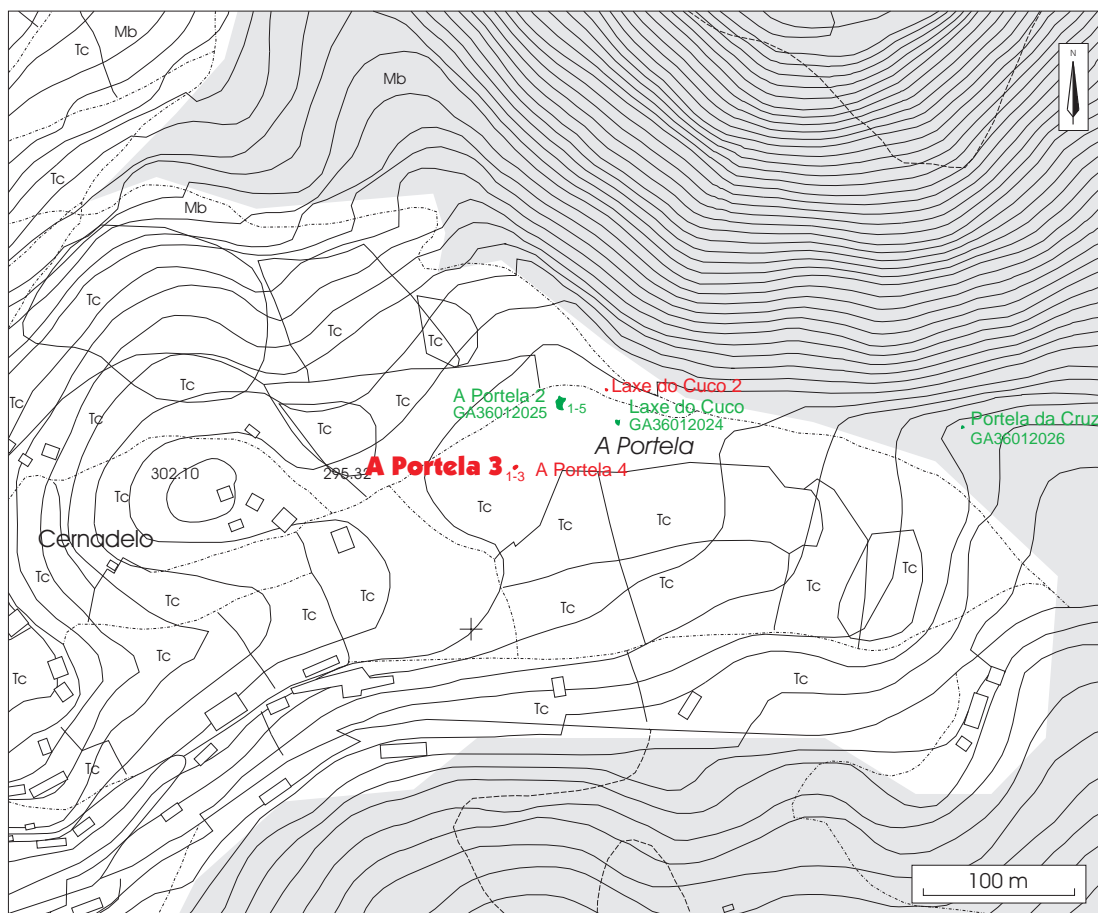 Mb
Tc
Mb
N
Tc
Mb
Tc
Tc
Tc
Tc
Tc
Laxe do Cuco 2
A Portela 2
GA36012025
1-5
Laxe do Cuco
GA36012024
Tc
Tc
Tc
Portela da Cruz
GA36012026
Tc
A Portela
302.10
295.32
A Portela 3
1-3
A Portela 4
Tc
Tc
Tc
Tc
Cernadelo
Tc
Tc
Tc
Tc
Tc
Tc
Tc
Tc
Tc
Tc
Tc
Tc
Tc
Tc
100 m